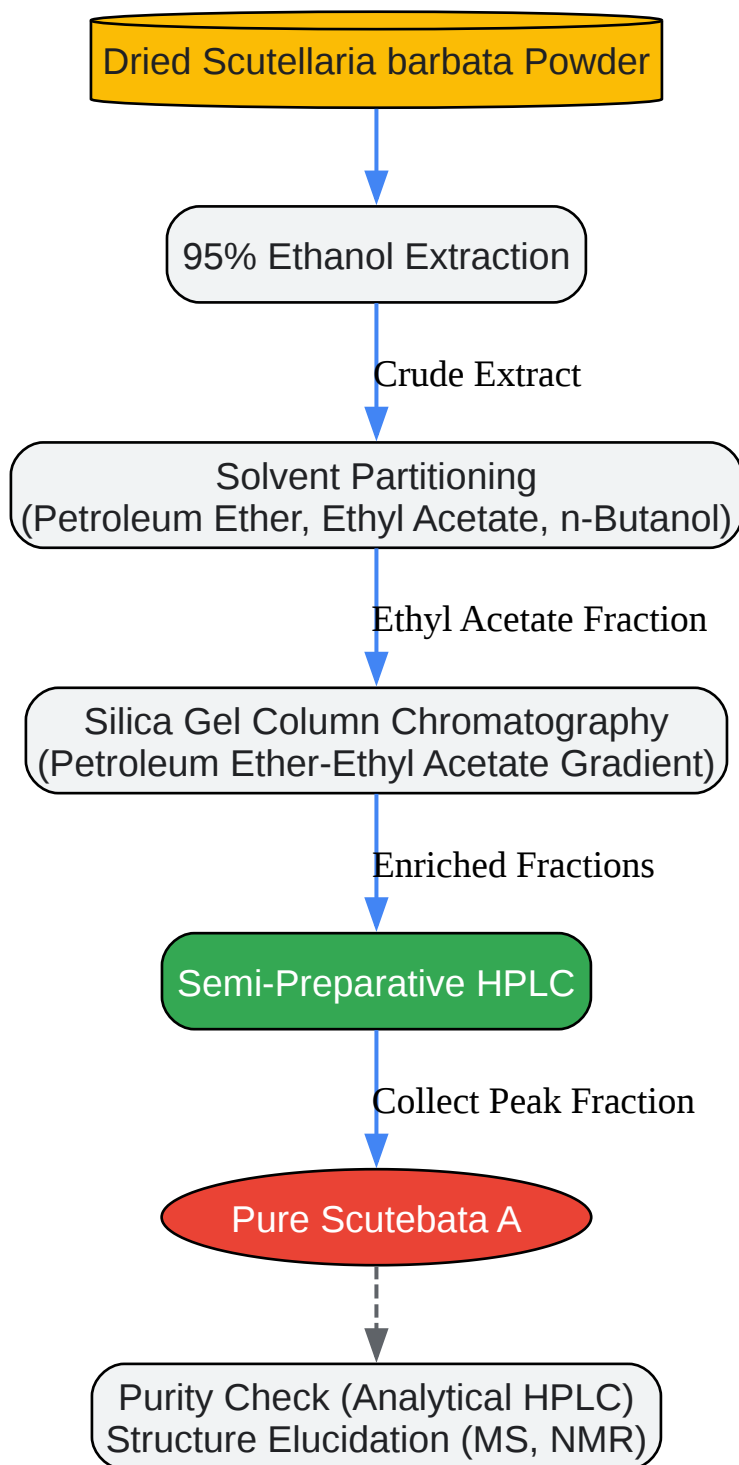 Dried Scutellaria barbata Powder
95% Ethanol Extraction
Crude Extract
Solvent Partitioning
(Petroleum Ether, Ethyl Acetate, n-Butanol)
Ethyl Acetate Fraction
Silica Gel Column Chromatography
(Petroleum Ether-Ethyl Acetate Gradient)
Enriched Fractions
Semi-Preparative HPLC
Collect Peak Fraction
Pure Scutebata A
Purity Check (Analytical HPLC)
Structure Elucidation (MS, NMR)